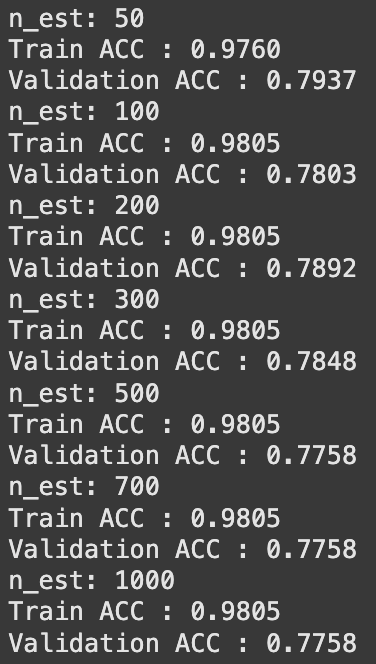 n_est: 50
Train ACC : 0.9760
Validation ACC : 0.7937
n_est: 100
Train ACC : 0.9805
Validation ACC : 0.7803
n_est: 200
Train ACC : 0.9805
Validation ACC : 0.7892
n_est: 300
Train ACC : 0.9805
Validation ACC : 0.7848
n_est: 500
Train ACC : 0.9805
Validation ACC : 0.7758
n_est: 700
Train ACC : 0.9805
Validation ACC : 0.7758
n_est: 1000
Train ACC : 0.9805
Validation ACC : 0.7758